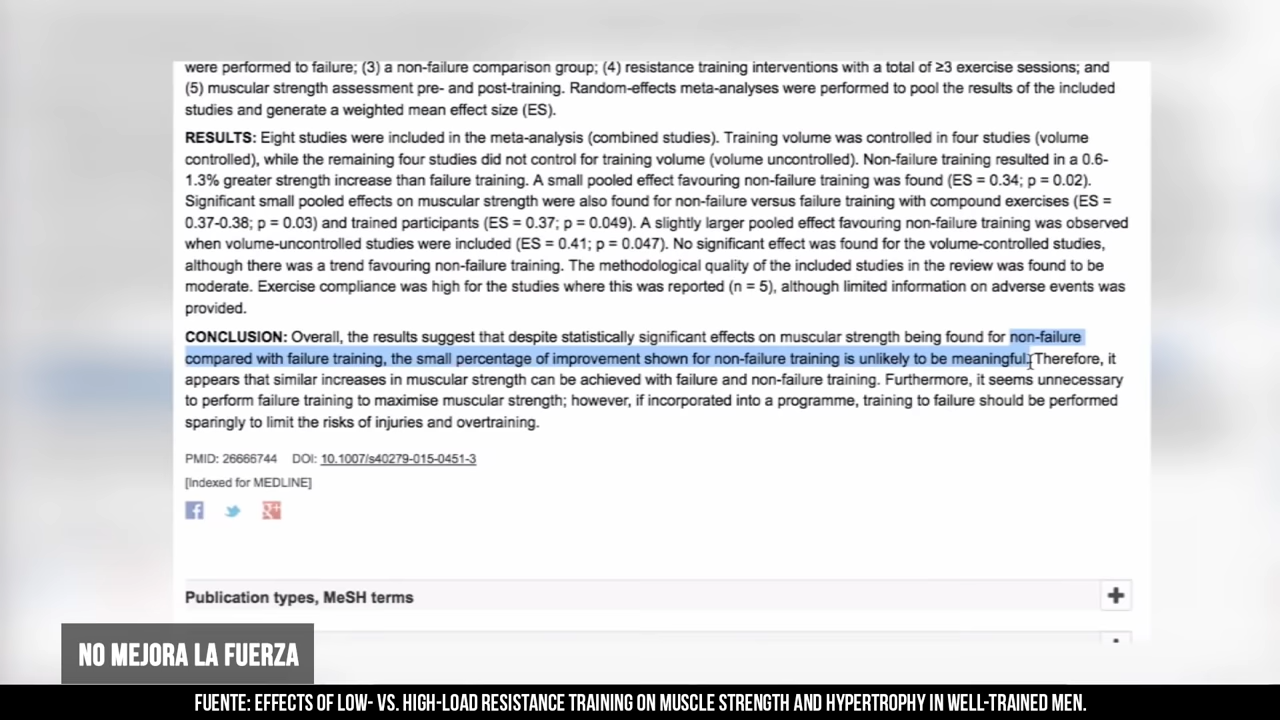 were performed to failure; (3) a non-failure comparison group; (4) resistance training interventions with a total of ≥3 exercise sessions; and
(5) muscular strength assessment pre- and post-training. Random-effects meta-analyses were performed to pool the results of the included
studies and generate a weighted mean effect size (ES).
RESULTS: Eight studies were included in the meta-analysis (combined studies). Training volume was controlled in four studies (volume
controlled), while the remaining four studies did not control for training volume (volume uncontrolled). Non-failure training resulted in a 0.6-
1.3% greater strength increase than failure training. A small pooled effect favouring non-failure training was found (ES = 0.34; p = 0.02).
Significant small pooled effects on muscular strength were also found for non-failure versus failure training with compound exercises (ES =
0.37-0.38; p = 0.03) and trained participants (ES = 0.37; p = 0.049). A slightly larger pooled effect favouring non-failure training was observed
when volume-uncontrolled studies were included (ES = 0.41; p = 0.047). No significant effect was found for the volume-controlled studies,
although there was a trend favouring non-failure training. The methodological quality of the included studies in the review was found to be
moderate. Exercise compliance was high for the studies where this was reported (n = 5), although limited information on adverse events was
provided.
CONCLUSION: Overall, the results suggest that despite statistically significant effects on muscular strength being found for non-failure
compared with failure training, the small percentage of improvement shown for non-failure training is unlikely to be meaningful. Therefore, it
appears that similar increases in muscular strength can be achieved with failure and non-failure training. Furthermore, it seems unnecessary
to perform failure training to maximise muscular strength; however, if incorporated into a programme, training to failure should be performed
sparingly to limit the risks of injuries and overtraining.
PMID: 26666744 DOI: 10.1007/s40279-015-0451-3
[Indexed for MEDLINE]
Publication types, MeSH terms
NO MEJORA LA FUERZA
FUENTE: EFFECTS OF LOW- VS. HIGH-LOAD RESISTANCE TRAINING ON MUSCLE STRENGTH AND HYPERTROPHY IN WELL-TRAINED MEN.